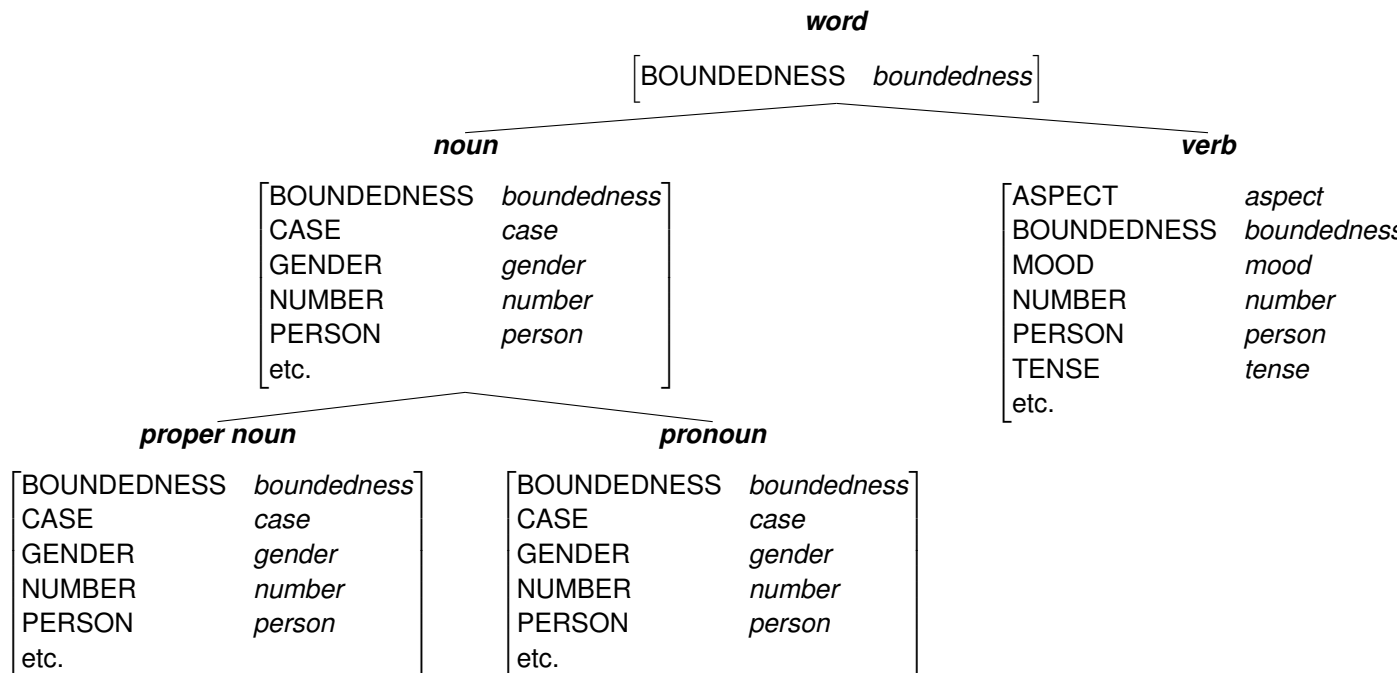 word
BOUNDEDNESS boundedness
noun
BOUNDEDNESS boundedness
CASE case
GENDER gender
NUMBER number
PERSON person
etc.
verb
ASPECT aspect
BOUNDEDNESS boundedness
MOOD mood
NUMBER number
PERSON person
TENSE tense
etc.
proper noun
BOUNDEDNESS boundedness
CASE case
GENDER gender
NUMBER number
PERSON person
etc.
pronoun
BOUNDEDNESS boundedness
CASE case
GENDER gender
NUMBER number
PERSON person
etc.